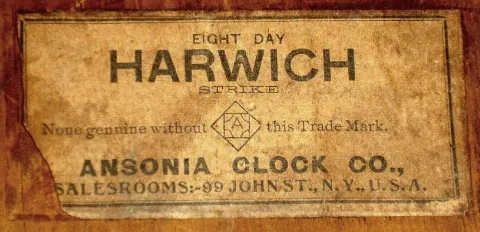 EIGHT DAY
HARWICH
STRIKE
None genuine without A this Trade Mark.
ANSONIA CLOCK CO.,
SALESROOMS:-99 JOHN ST., N.Y., U.S.A.